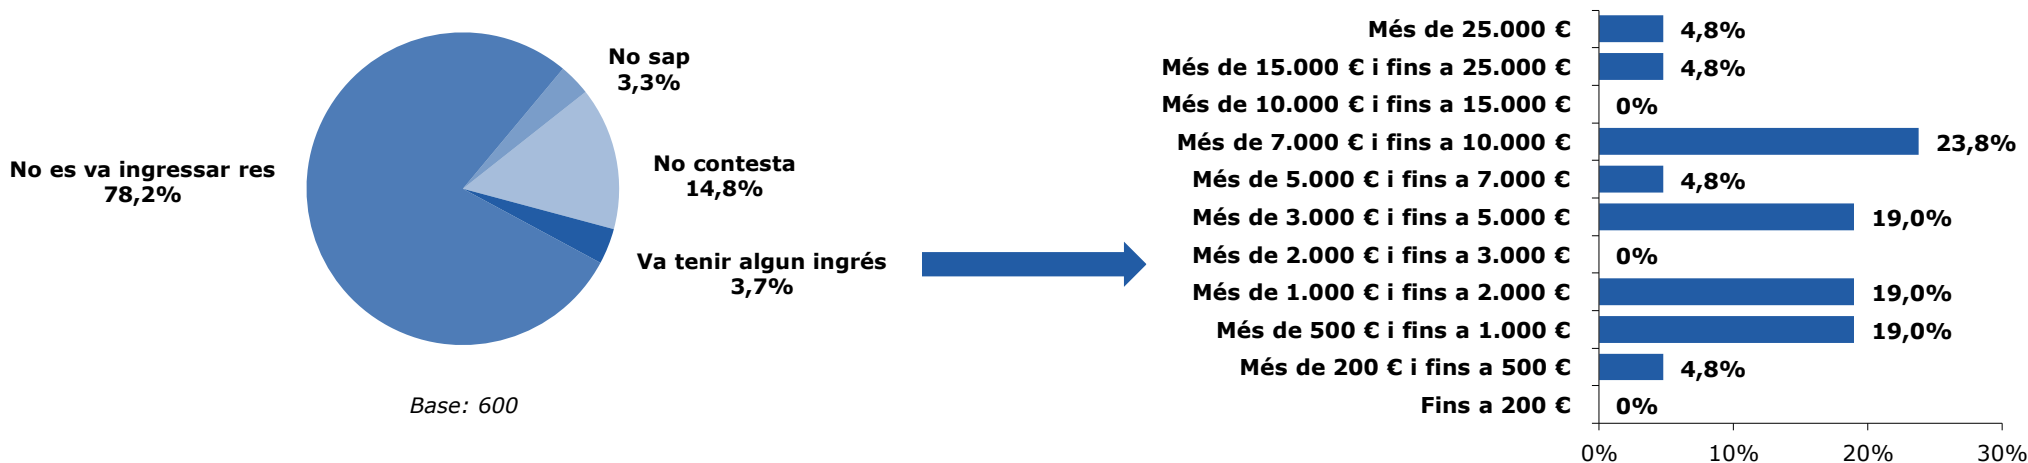 No sap
3,3%
No contesta
14,8%
No es va ingressar res
78,2%
Va tenir algun ingrés
3,7%
Base: 600
Més de 25.000 € 4,8%
Més de 15.000 € i fins a 25.000 € 4,8%
Més de 10.000 € i fins a 15.000 € 0%
Més de 7.000 € i fins a 10.000 € 23,8%
Més de 5.000 € i fins a 7.000 € 4,8%
Més de 3.000 € i fins a 5.000 € 19,0%
Més de 2.000 € i fins a 3.000 € 0%
Més de 1.000 € i fins a 2.000 € 19,0%
Més de 500 € i fins a 1.000 € 19,0%
Més de 200 € i fins a 500 € 4,8%
Fins a 200 € 0%
0% 10% 20% 30%